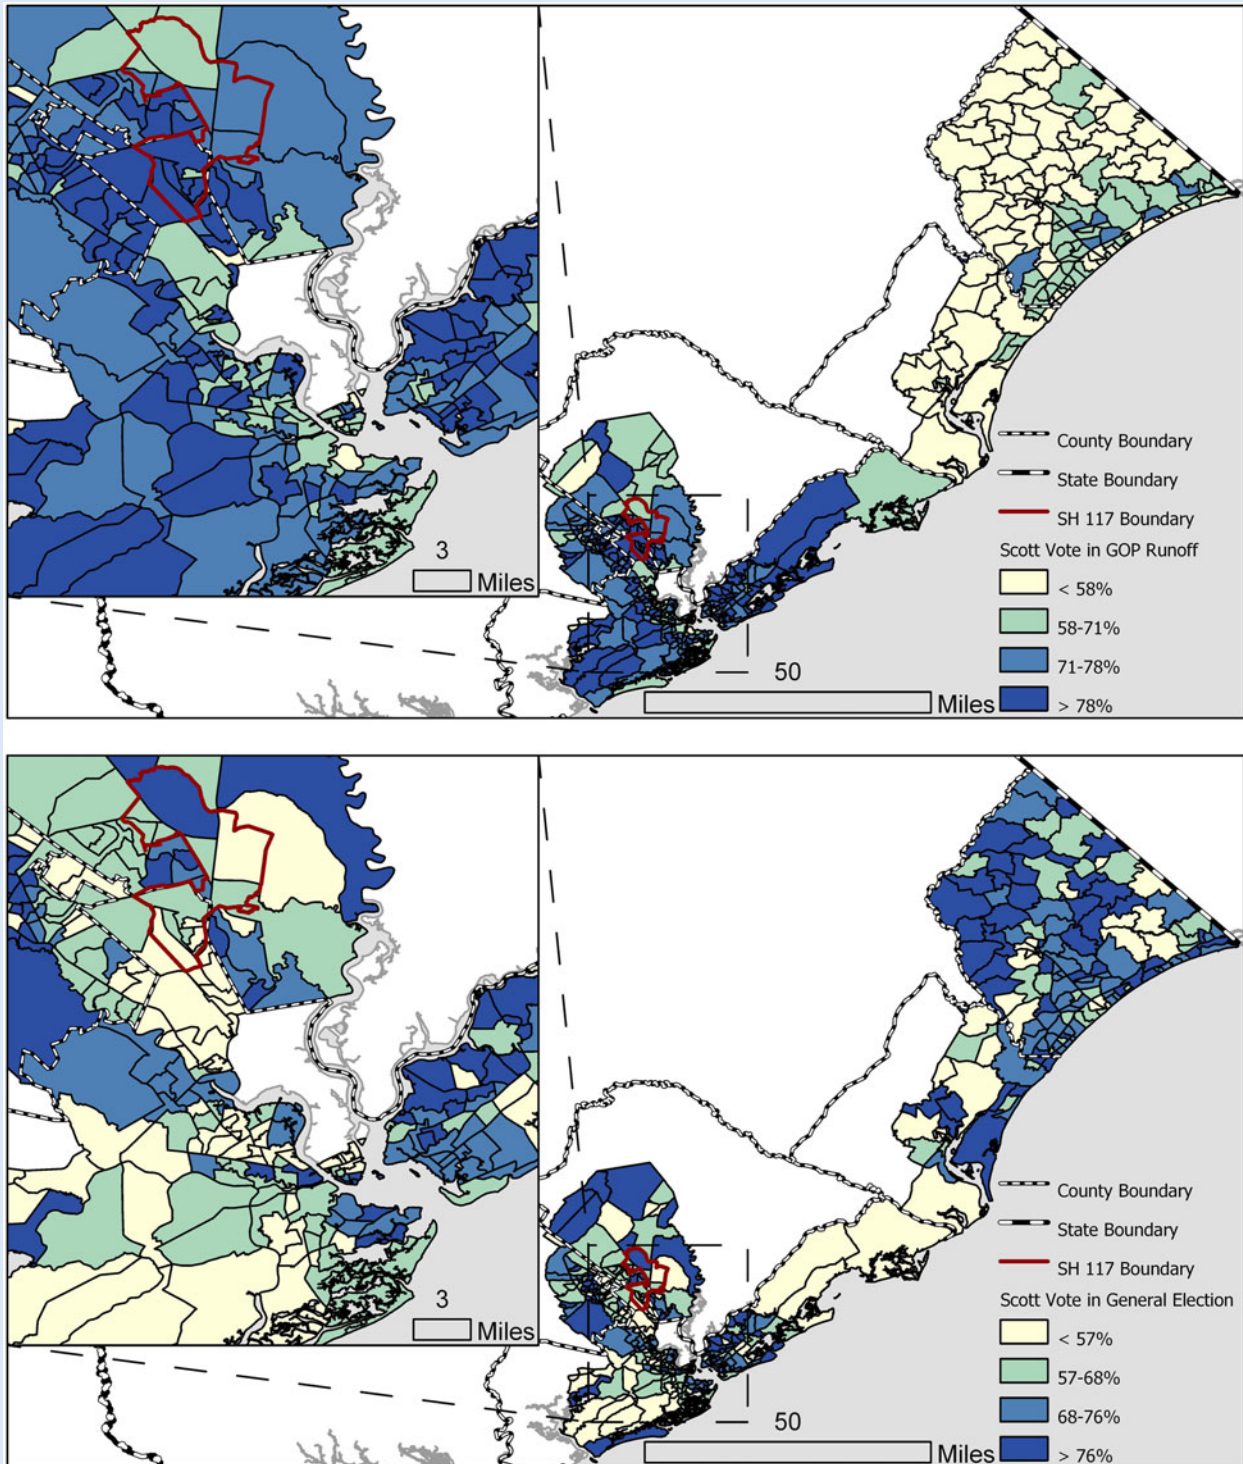 3
Miles
County Boundary
State Boundary
SH 117 Boundary
Scott Vote in GOP Runoff
< 58%
58-71%
71-78%
> 78%
50
Miles
3
Miles
County Boundary
State Boundary
SH 117 Boundary
Scott Vote in General Election
< 57%
57-68%
68-76%
> 76%
50
Miles